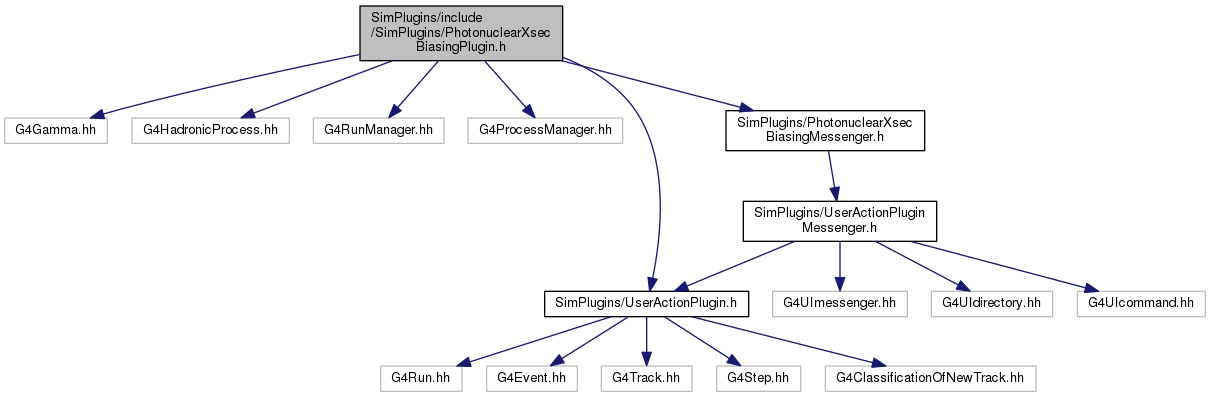 SimPlugins/include
/SimPlugins/PhotonuclearXsec
BiasingPlugin.h
G4Gamma.hh
G4HadronicProcess.hh
G4RunManager.hh
G4ProcessManager.hh
SimPlugins/PhotonuclearXsec
BiasingMessenger.h
SimPlugins/UserActionPlugin
Messenger.h
SimPlugins/UserActionPlugin.h
G4UImessenger.hh
G4UIdirectory.hh
G4UIcommand.hh
G4Run.hh
G4Event.hh
G4Track.hh
G4Step.hh
G4ClassificationOfNewTrack.hh